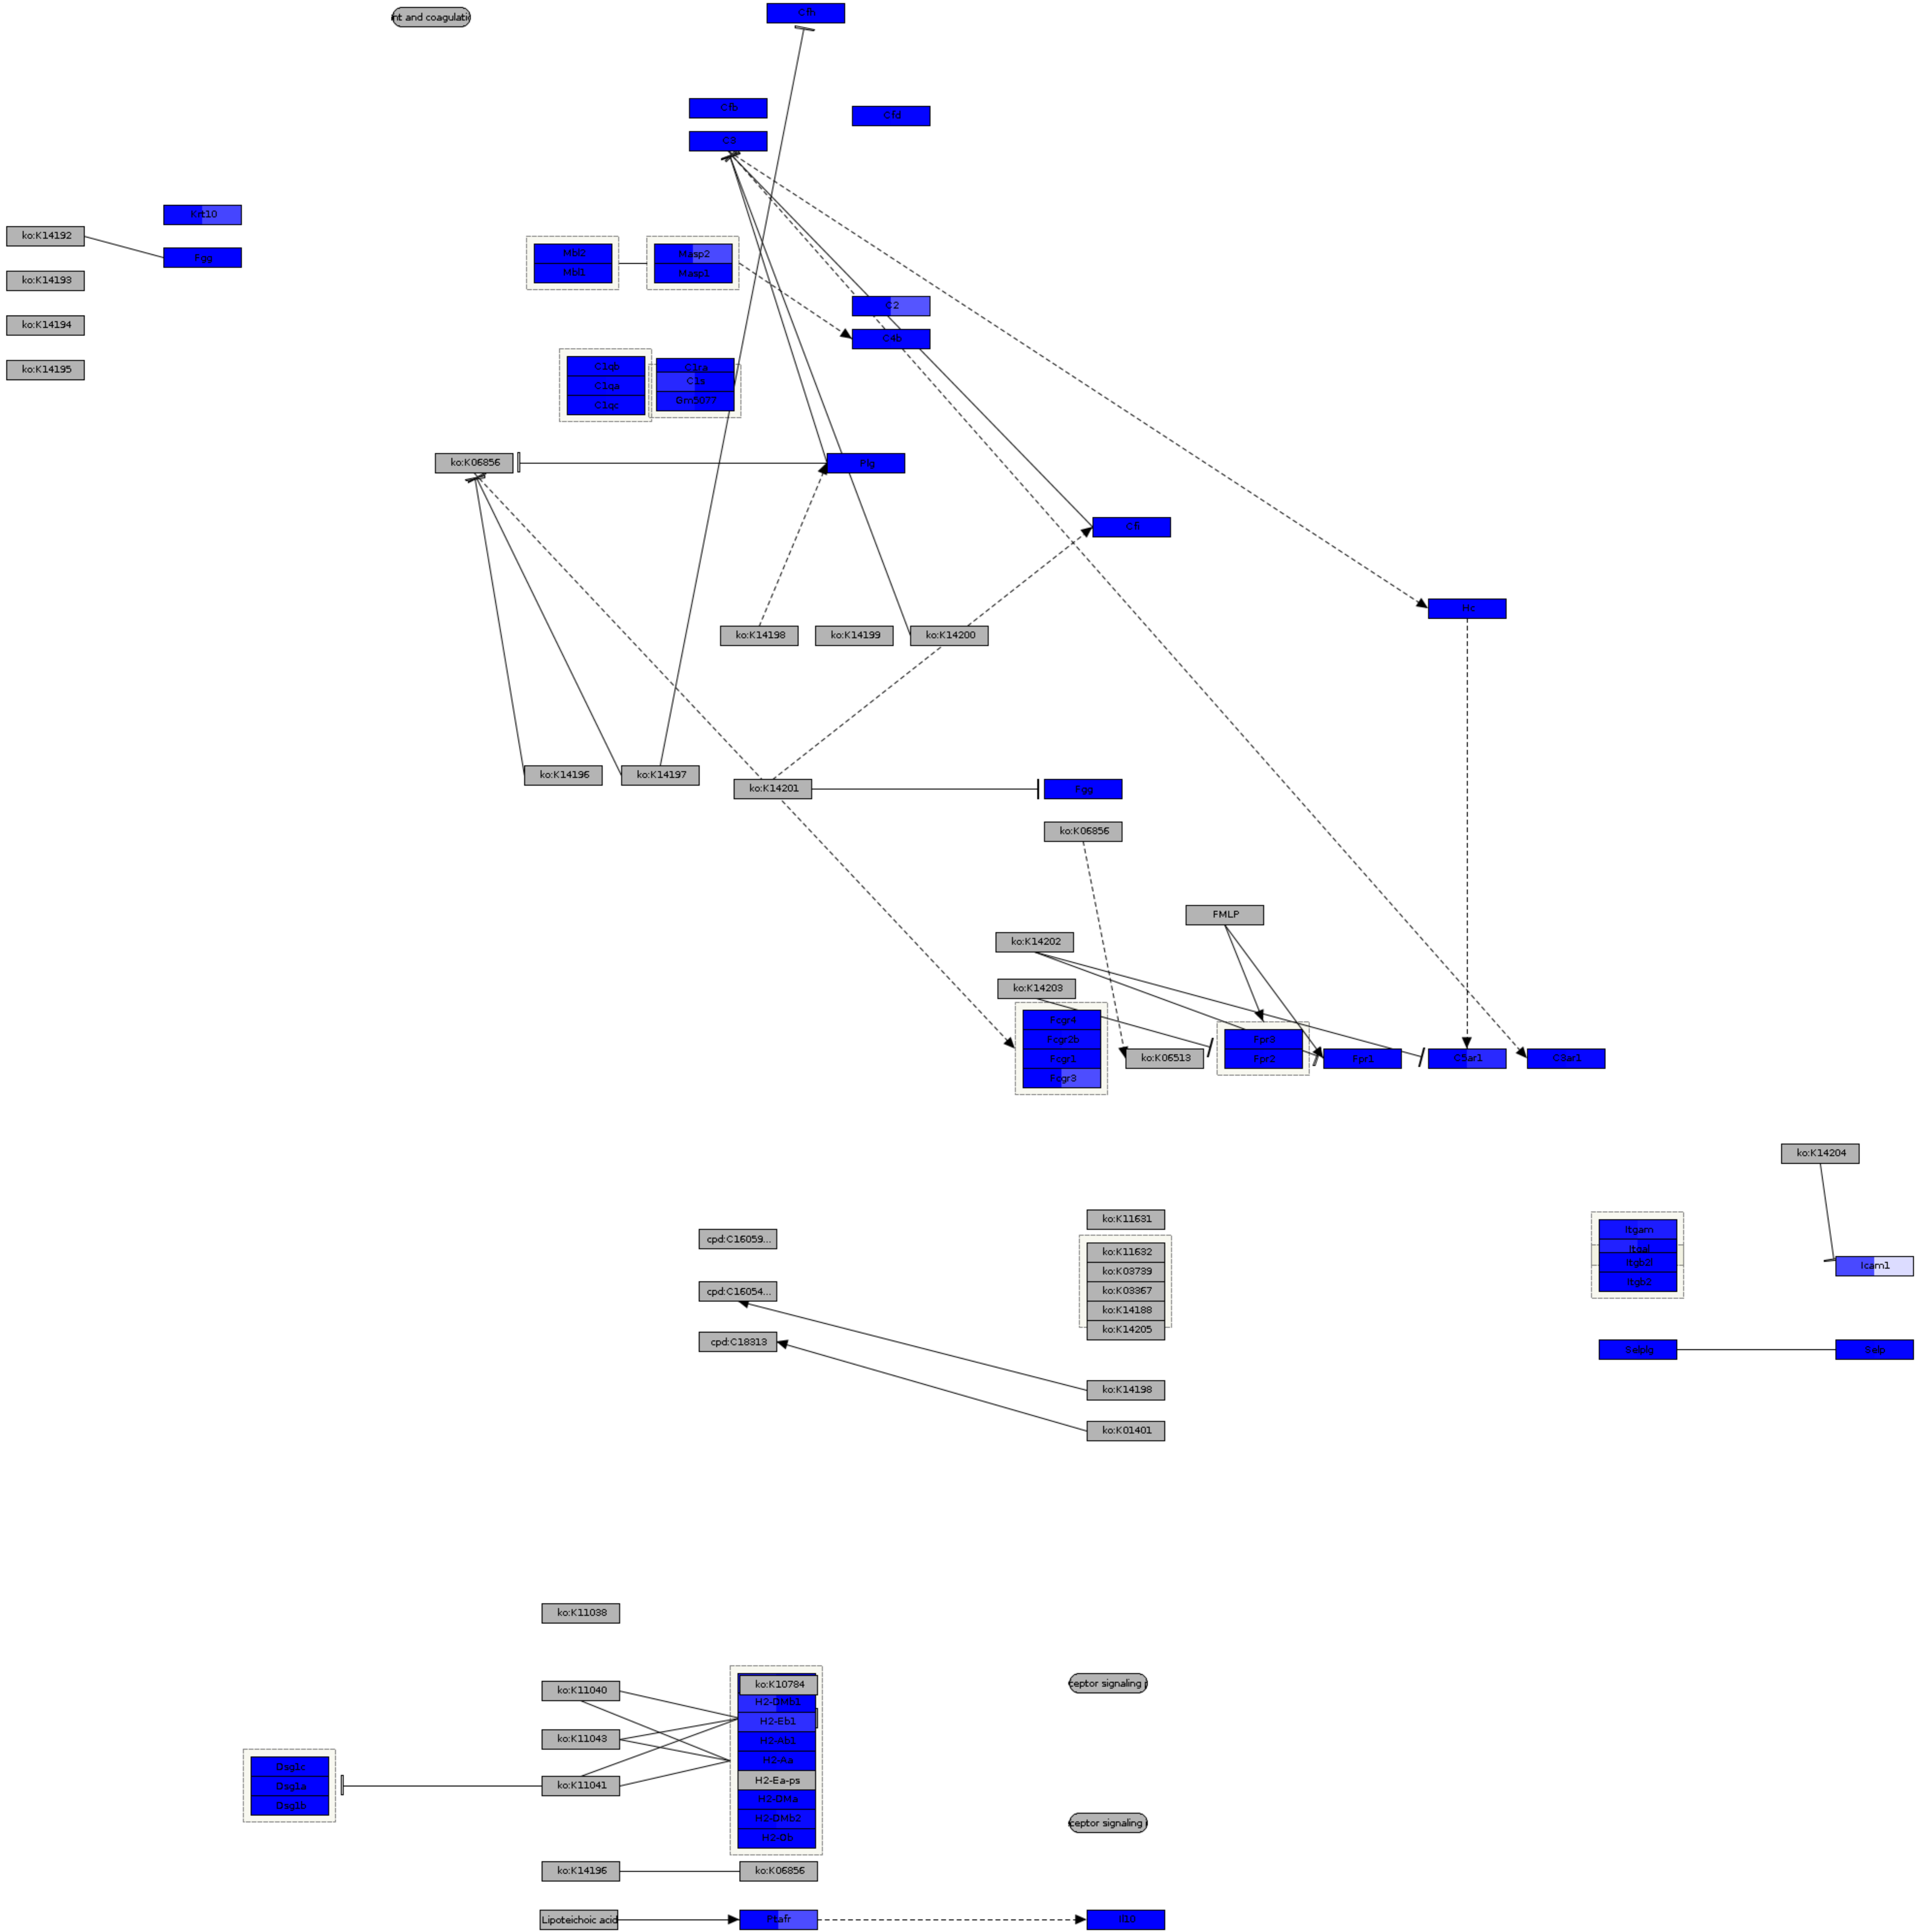 nt and coagulatio
Cfh
Cfb
Cfd
C3
Krt10
ko:K14192
Fgg
ko:K14193
ko:K14194
ko:K14195
Mbl2
Mbl1
Masp2
Masp1
C2
C4b
C1qb
C1qa
C1qc
C1ra
C1s
Gm5077
ko:K06856
Plg
C5
Hc
ko:K14198
ko:K14199
ko:K14200
ko:K14196
ko:K14197
ko:K14201
Fgg
ko:K06856
FMLP
ko:K14202
ko:K14203
Fcgr4
Fcgr2b
Fcgr1
Fcgr3
ko:K06513
Fpr3
Fpr2
Fpr1
C5ar1
C3ar1
ko:K14204
ko:K11631
cpd:C16059...
ko:K11632
ko:K03739
ko:K03367
ko:K14188
ko:K14205
cpd:C16054...
cpd:C18313
Itgam
Itgal
Itgb2l
Itgb2
Icam1
Selplg
Selp
ko:K14198
ko:K01401
ko:K11038
ko:K11040
ko:K10784
H2-DMb1
H2-Eb1
H2-Ab1
H2-Aa
H2-Ea-ps
H2-DMa
H2-DMb2
H2-Ob
ceptor signaling p
ko:K11043
ko:K11041
Dsg1c
Dsg1a
Dsg1b
ceptor signaling p
ko:K14196
ko:K06856
Lipoteichoic acid
Ptafr
Il10